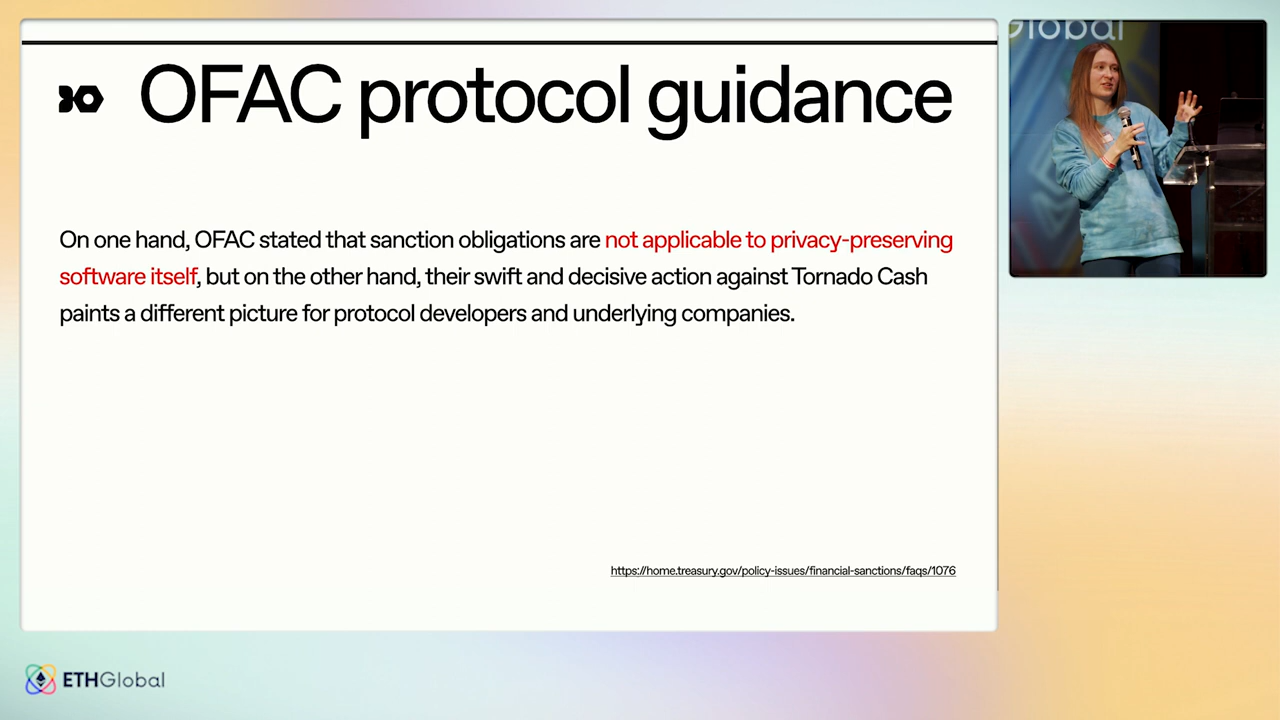 OFAC protocol guidance
On one hand, OFAC stated that sanction obligations are not applicable to privacy-preserving
software itself, but on the other hand, their swift and decisive action against Tornado Cash
paints a different picture for protocol developers and underlying companies.
https://home.treasury.gov/policy-issues/financial-sanctions/faqs/1076
ETHGlobal
Global